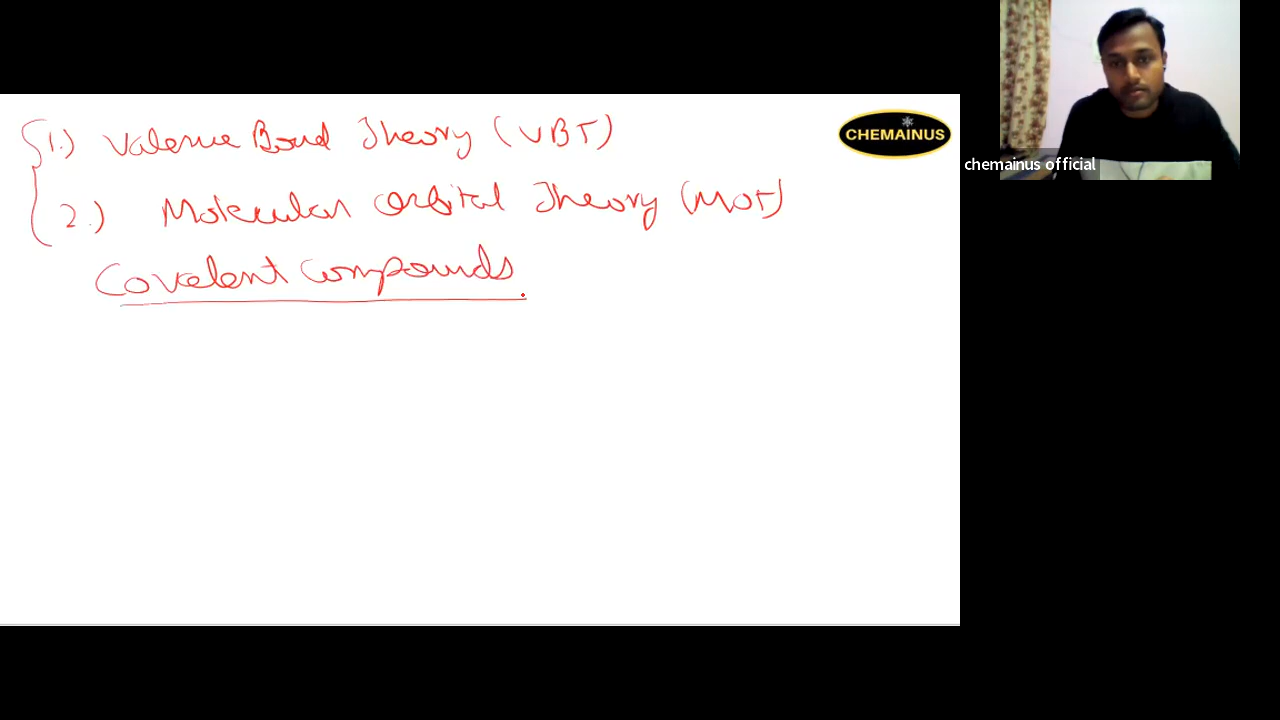 1.) Valence Bond Theory (VBT)
CHEMAINUS
chemainus official
2.) Molecular Orbital Theory (MOT)
Covalent Compounds.